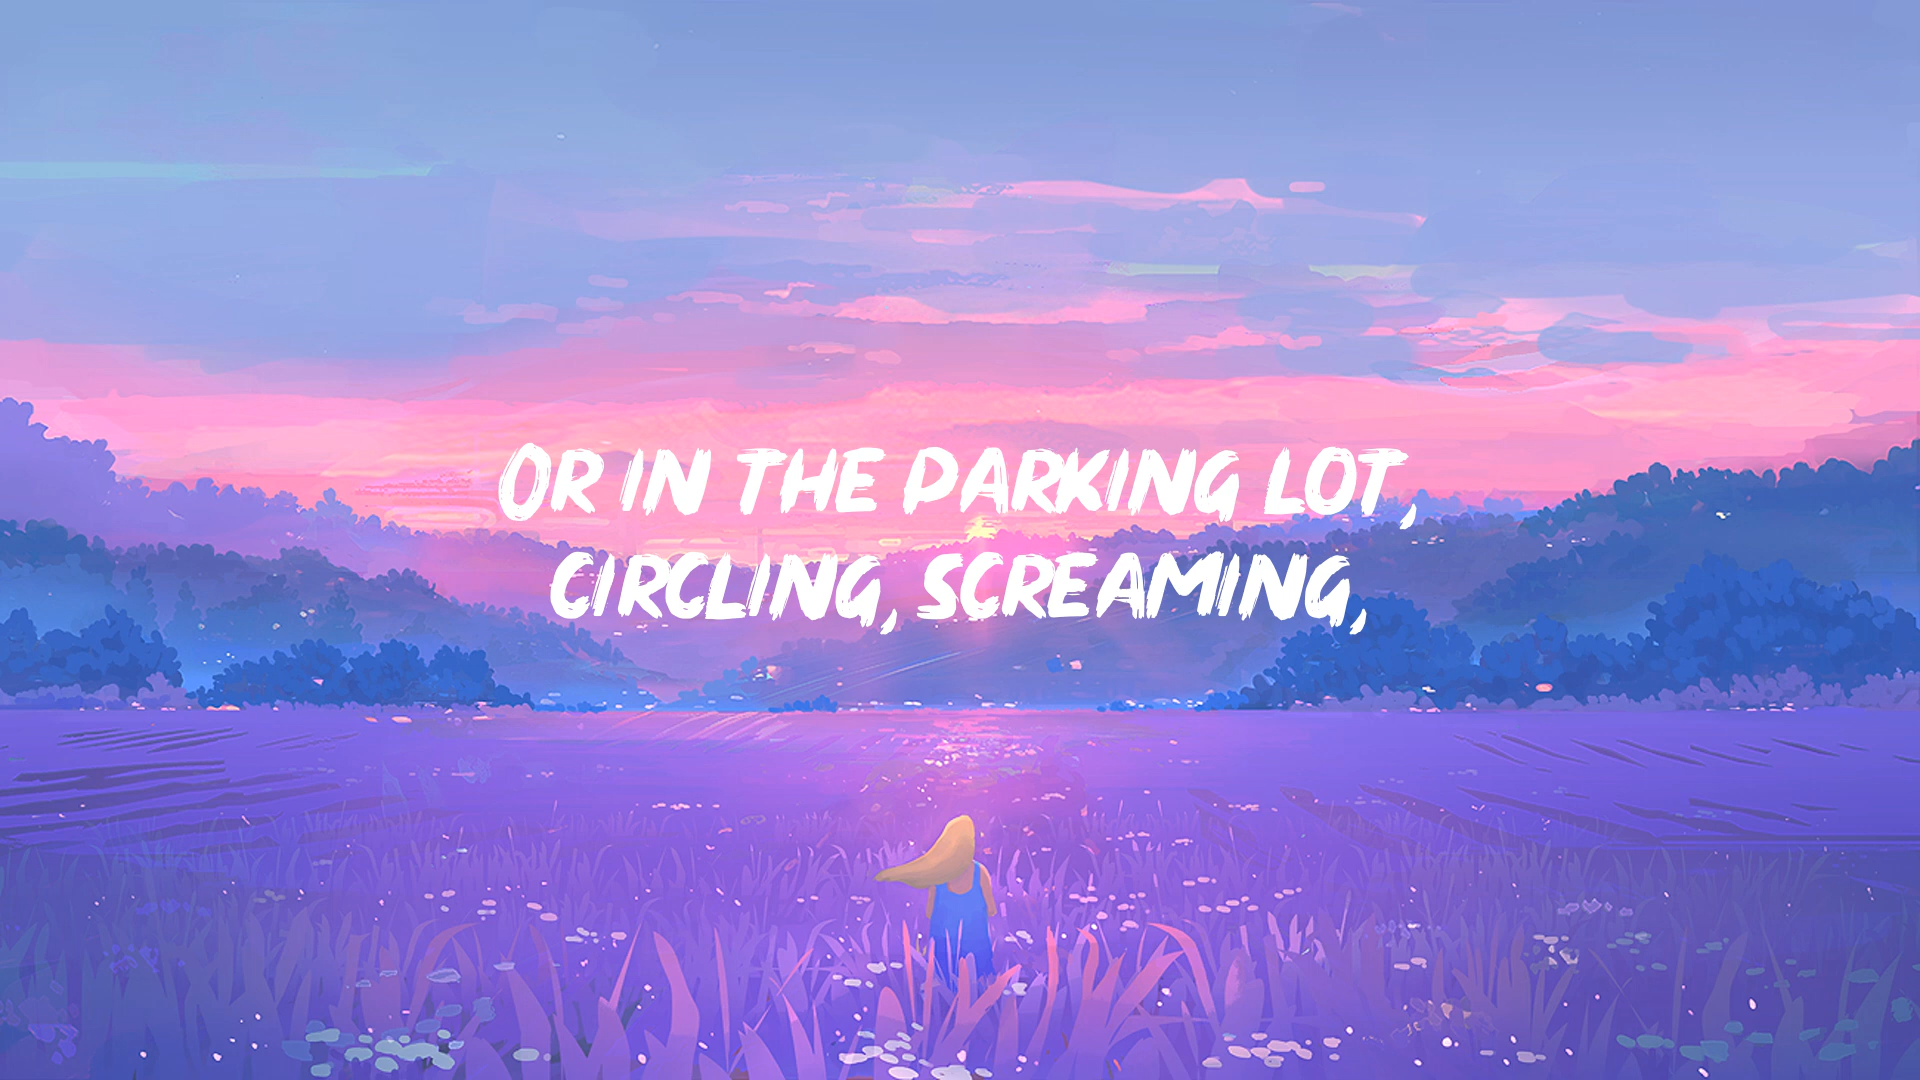 OR IN THE PARKING LOT,
CIRCLING, SCREAMING,